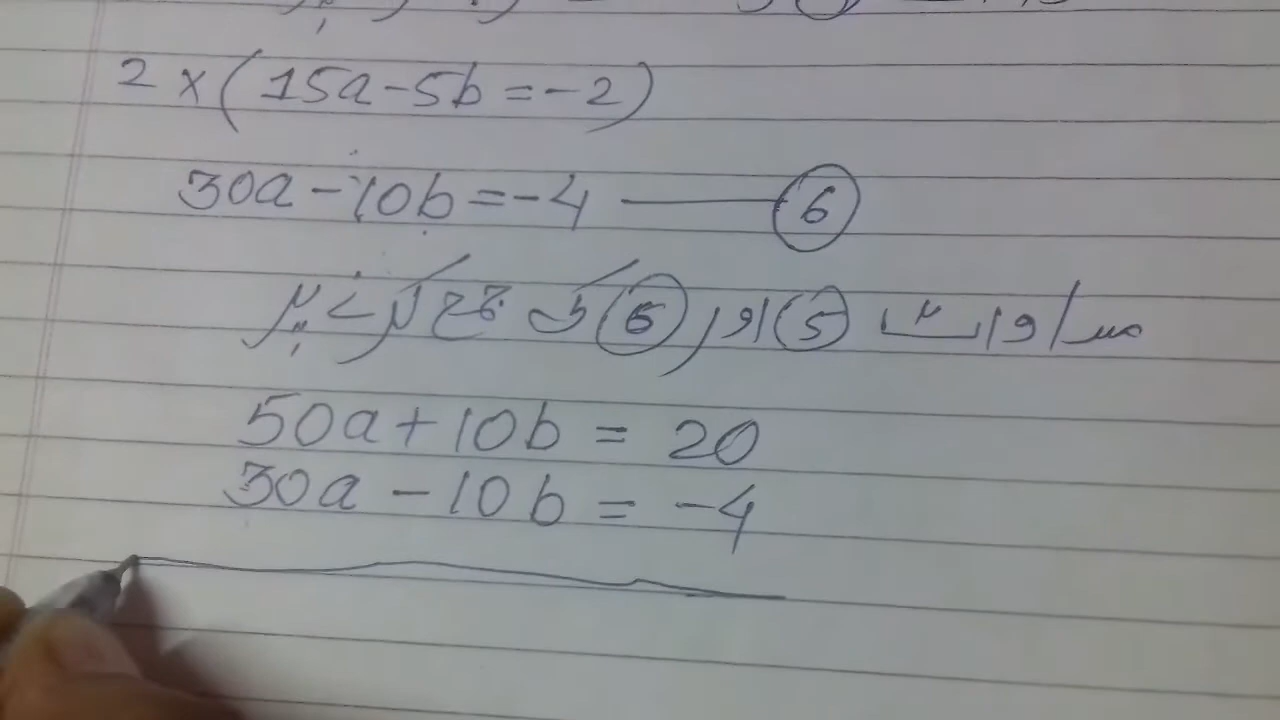 2 × (15a - 5b = -2)
30a - 10b = -4 —— 6
مساوات 5 اور 6 کو جمع کرنے پر
50a + 10b = 20
30a - 10b = -4